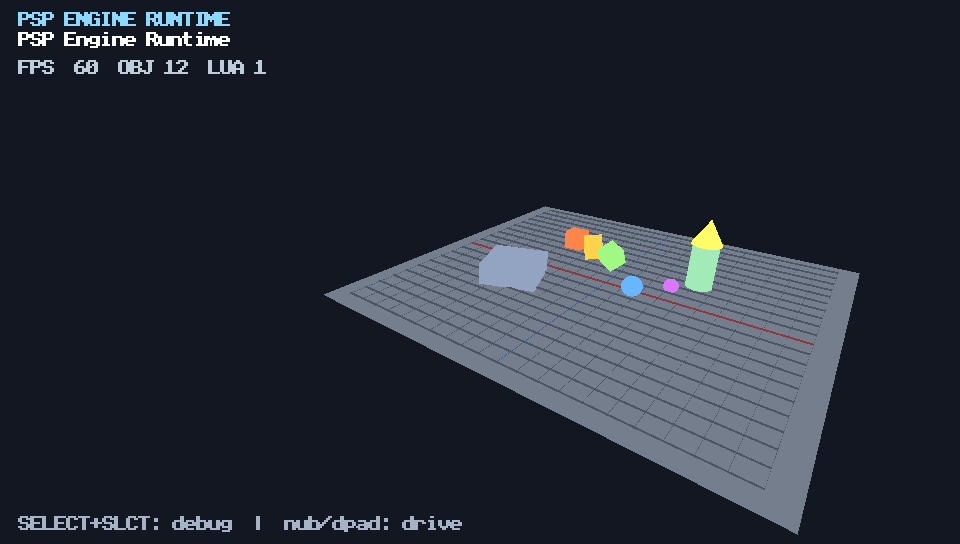 PSP ENGINE RUNTIME
PSP Engine Runtime
FPS 60 OBJ 12 LUA 1
SELECT+SLCT: debug | nub/dpad: drive